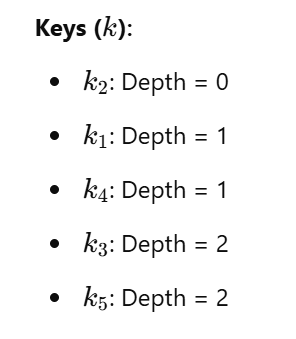 Keys (k):
• k₂: Depth = 0
• k₁: Depth = 1
• k₄: Depth = 1
• k₃: Depth = 2
• k₅: Depth = 2